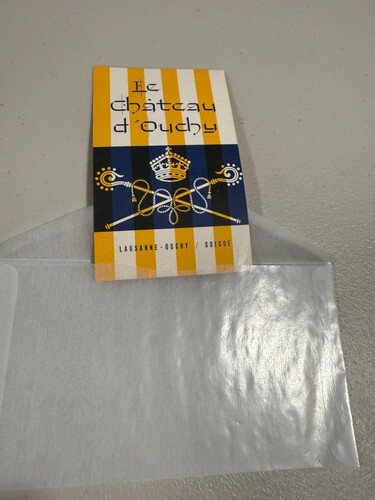 Le
Château
d'Ouchy
LAUSANNE-OUCHY / SUISSE